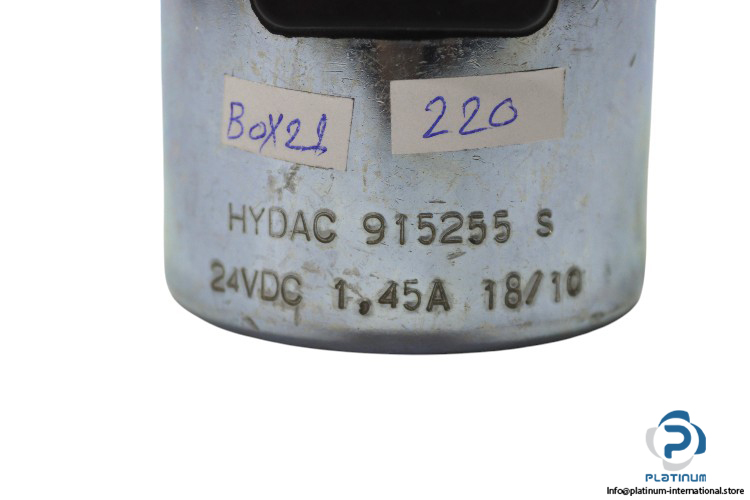 BOX21
220
HYDAC 915255 S
24VDC 1,45A 18/10
PLATINUM
Info@platinum-international.store